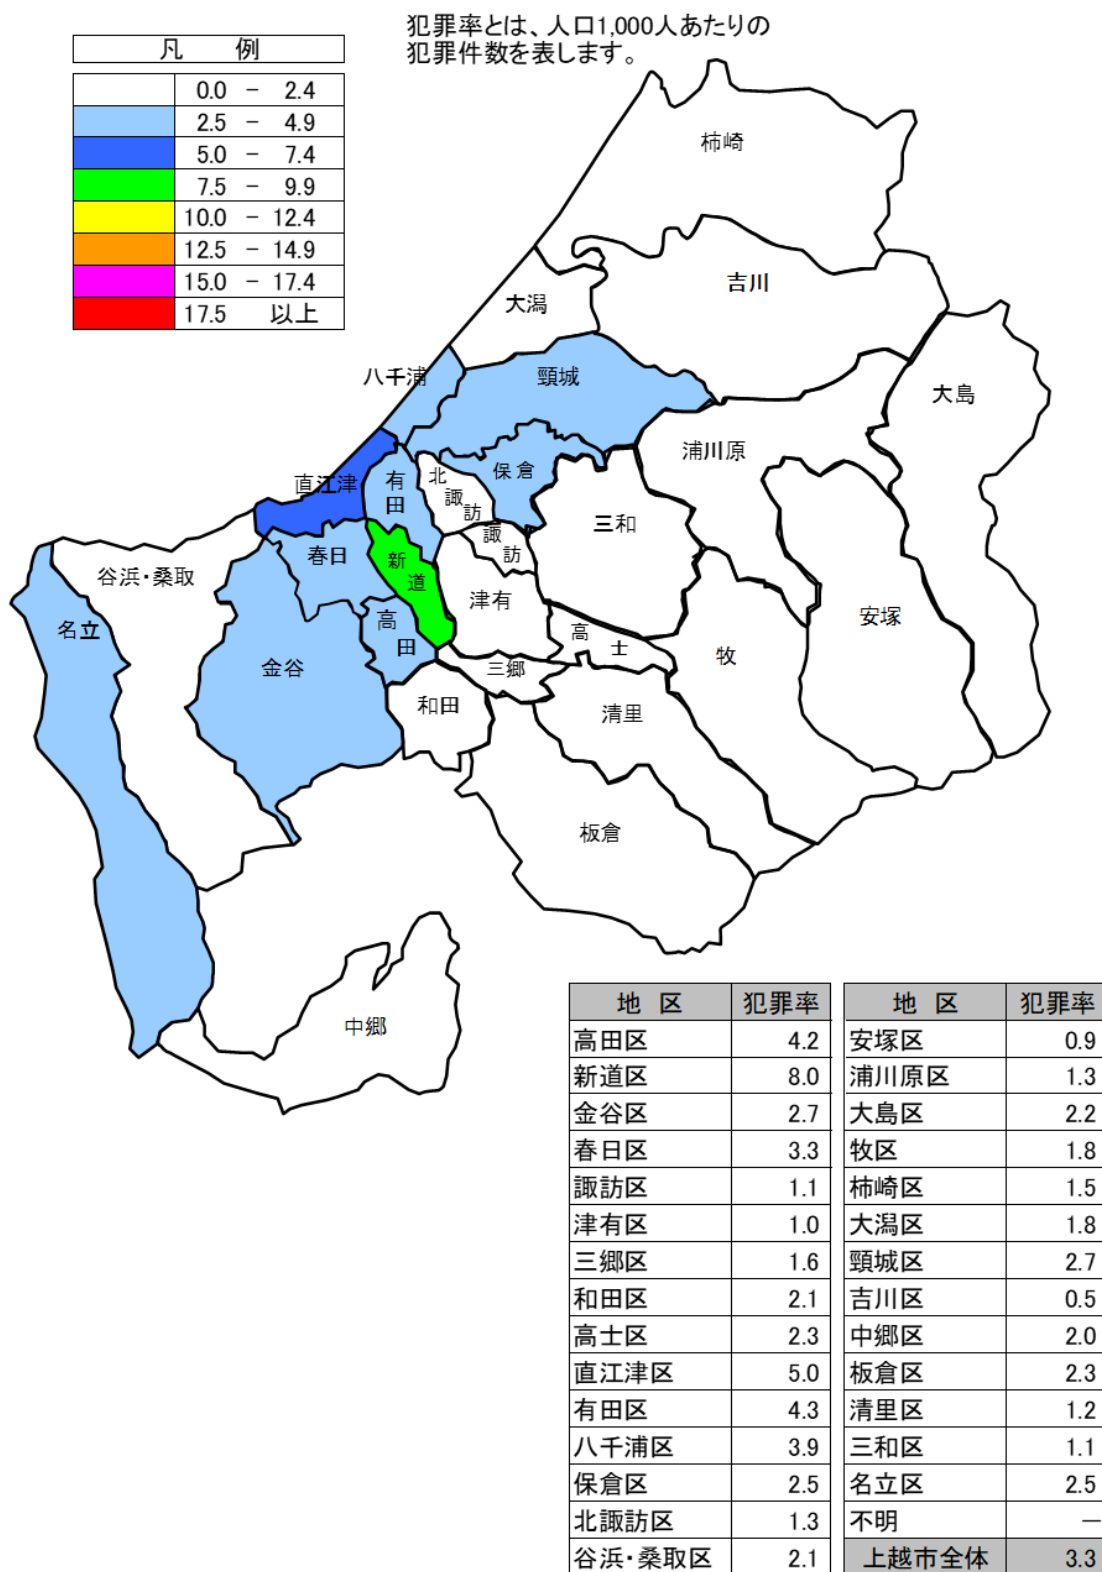 犯罪率とは、人口1,000人あたりの
犯罪件数を表します。
凡 例
0.0 － 2.4
2.5 － 4.9
5.0 － 7.4
7.5 － 9.9
10.0 － 12.4
12.5 － 14.9
15.0 － 17.4
17.5 以上
柿崎
吉川
大潟
八千浦
頸城
大島
浦川原
直江津
有田
北諏訪
保倉
三和
諏訪
春日
新道
谷浜・桑取
津有
名立
高田
高士
安塚
金谷
三郷
牧
和田
清里
板倉
中郷
地 区 犯罪率 地 区 犯罪率
高田区 4.2 安塚区 0.9
新道区 8.0 浦川原区 1.3
金谷区 2.7 大島区 2.2
春日区 3.3 牧区 1.8
諏訪区 1.1 柿崎区 1.5
津有区 1.0 大潟区 1.8
三郷区 1.6 頸城区 2.7
和田区 2.1 吉川区 0.5
高士区 2.3 中郷区 2.0
直江津区 5.0 板倉区 2.3
有田区 4.3 清里区 1.2
八千浦区 3.9 三和区 1.1
保倉区 2.5 名立区 2.5
北諏訪区 1.3 不明 －
谷浜・桑取区 2.1 上越市全体 3.3